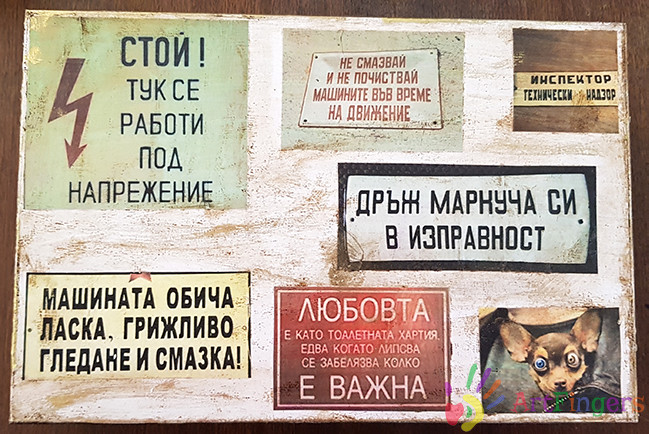 СТОЙ!
ТУК СЕ
РАБОТИ
ПОД
НАПРЕЖЕНИЕ
НЕ СМАЗВАЙ
И НЕ ПОЧИСТВАЙ
МАШИНИТЕ ВЪВ ВРЕМЕ
НА ДВИЖЕНИЕ
ИНСПЕКТОР
ТЕХНИЧЕСКИ НАДЗОР
ДРЪЖ МАРКУЧА СИ
В ИЗПРАВНОСТ
МАШИНАТА ОБИЧА
ЛАСКА, ГРИЖЛИВО
ГЛЕДАНЕ И СМАЗКА!
ЛЮБОВТА
Е КАТО ТОАЛЕТНАТА ХАРТИЯ.
ЕДВА КОГАТО ЛИПСВА
СЕ ЗАБЕЛЯЗВА КОЛКО
Е ВАЖНА
ArtFingers